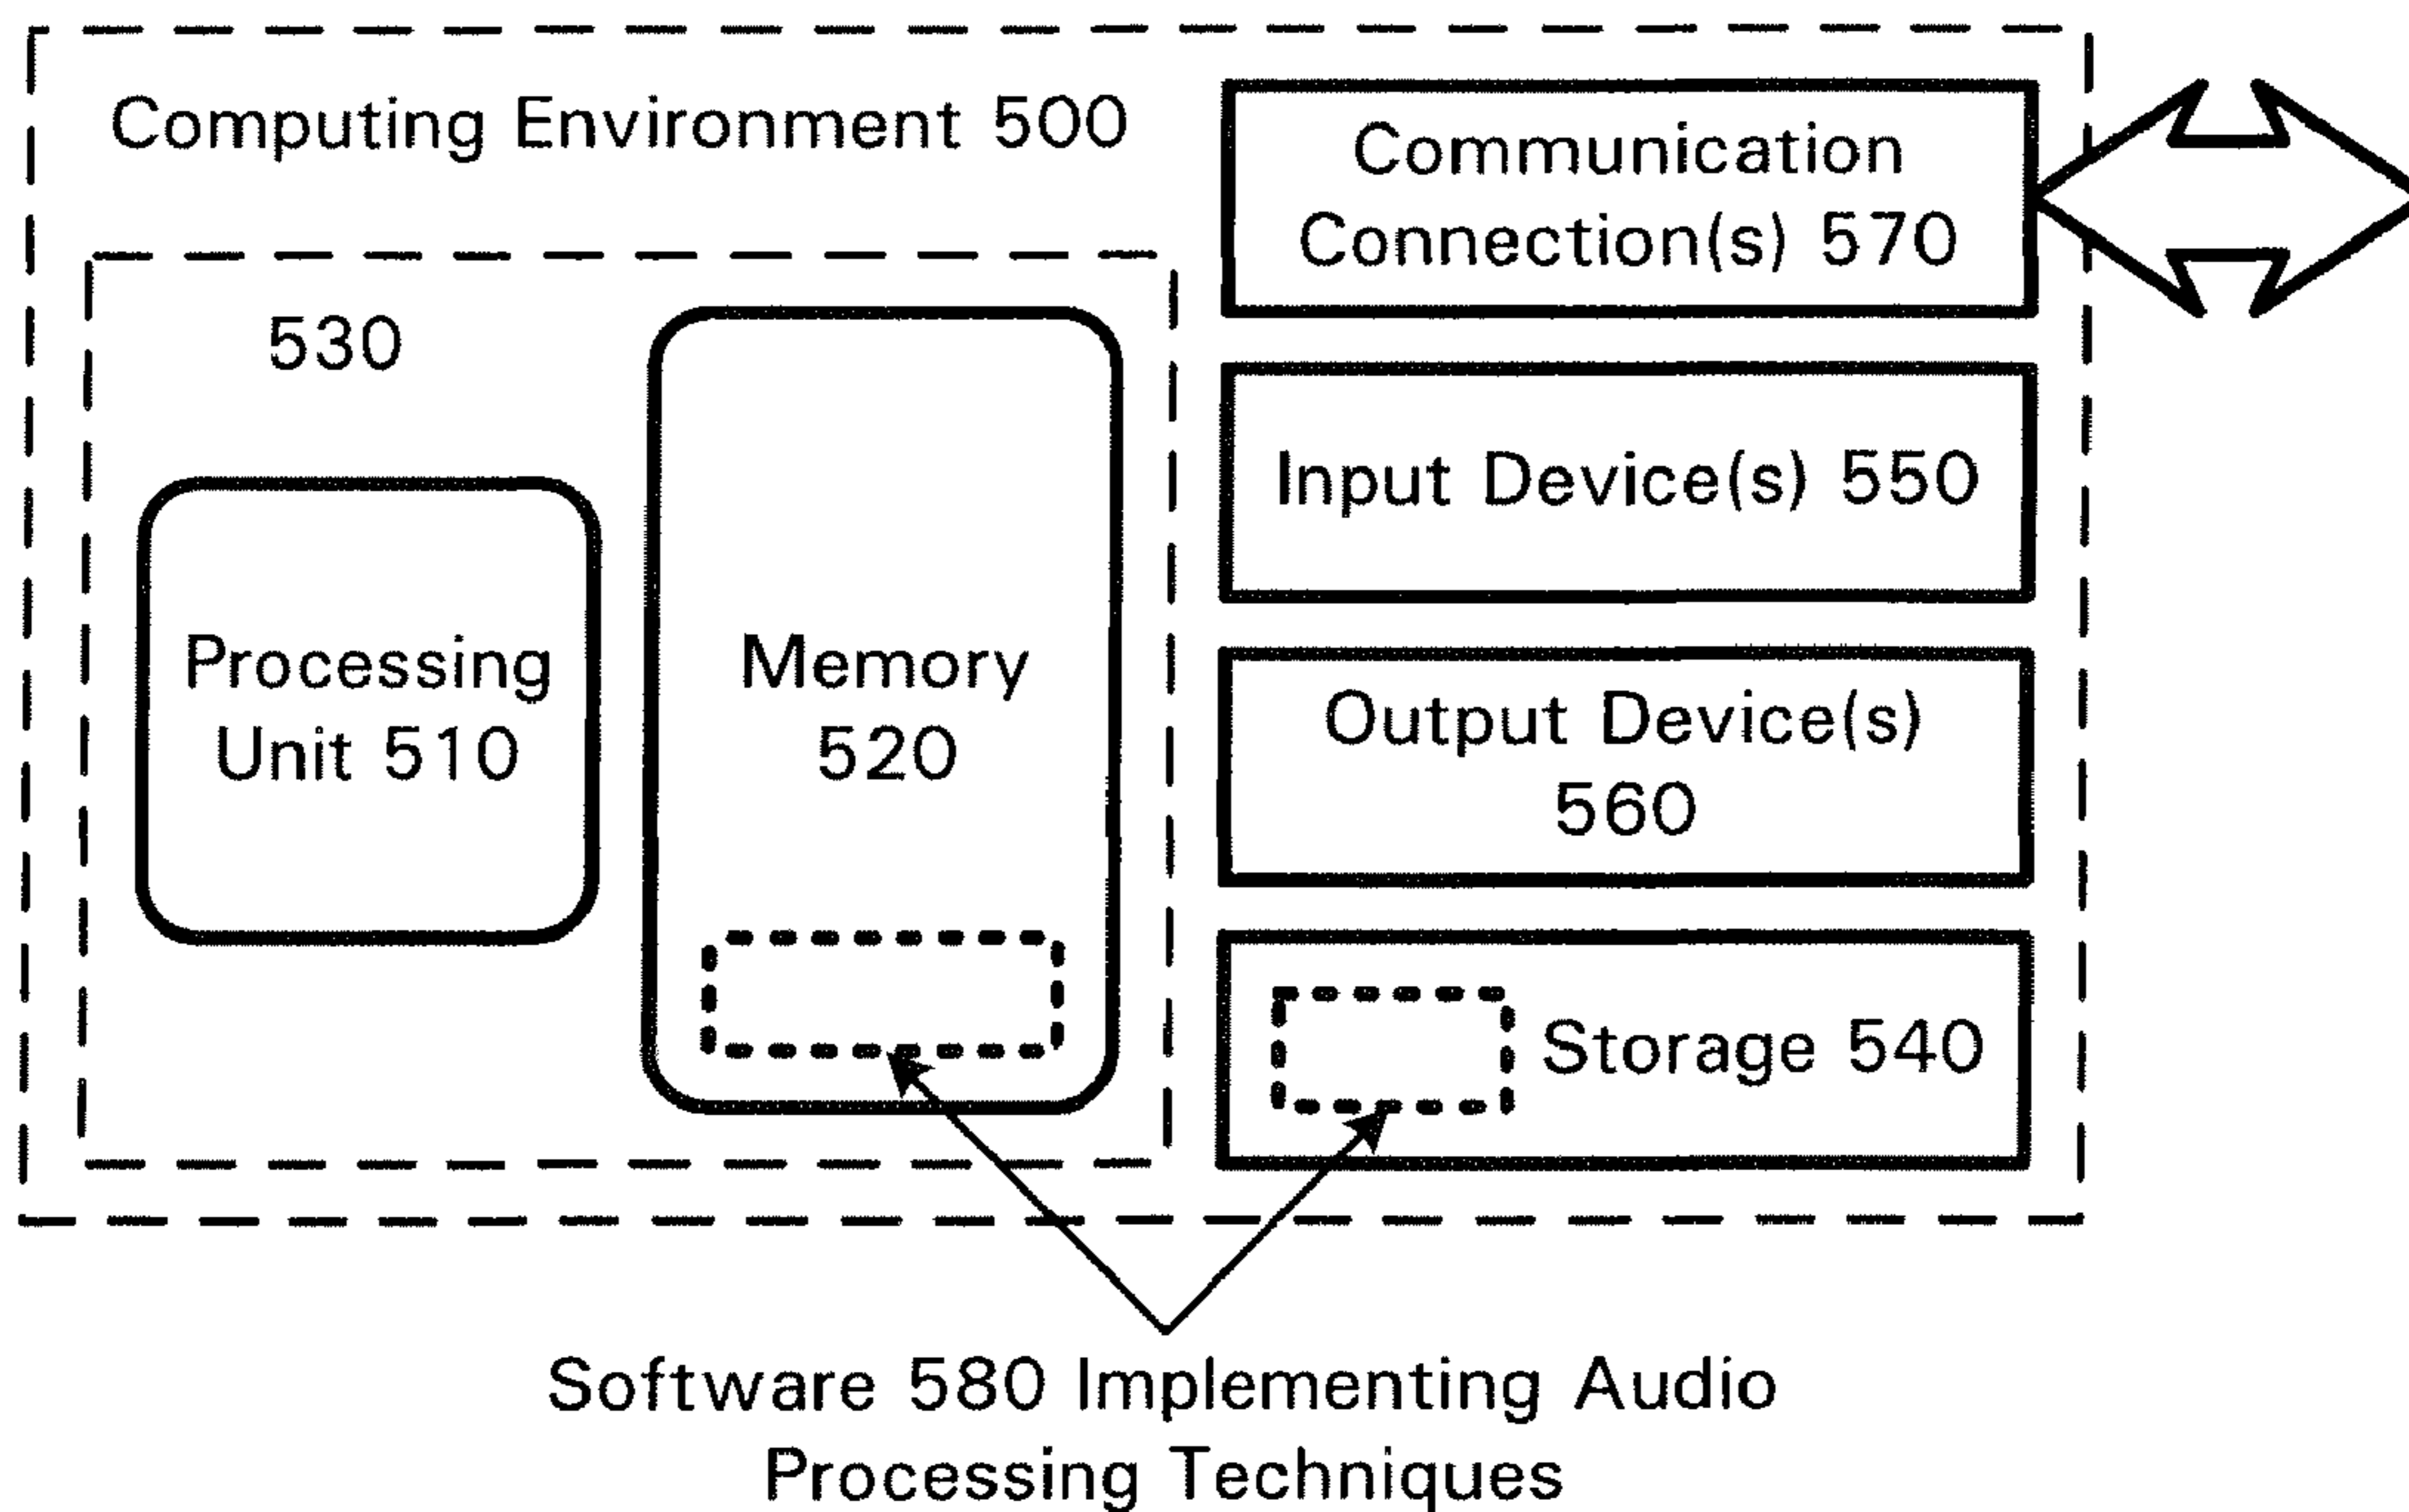 Computing Environment 500
Communication
Connection(s) 570
530
Input Device(s) 550
Processing
Unit 510
Memory
520
Output Device(s)
560
Storage 540
Software 580 Implementing Audio
Processing Techniques